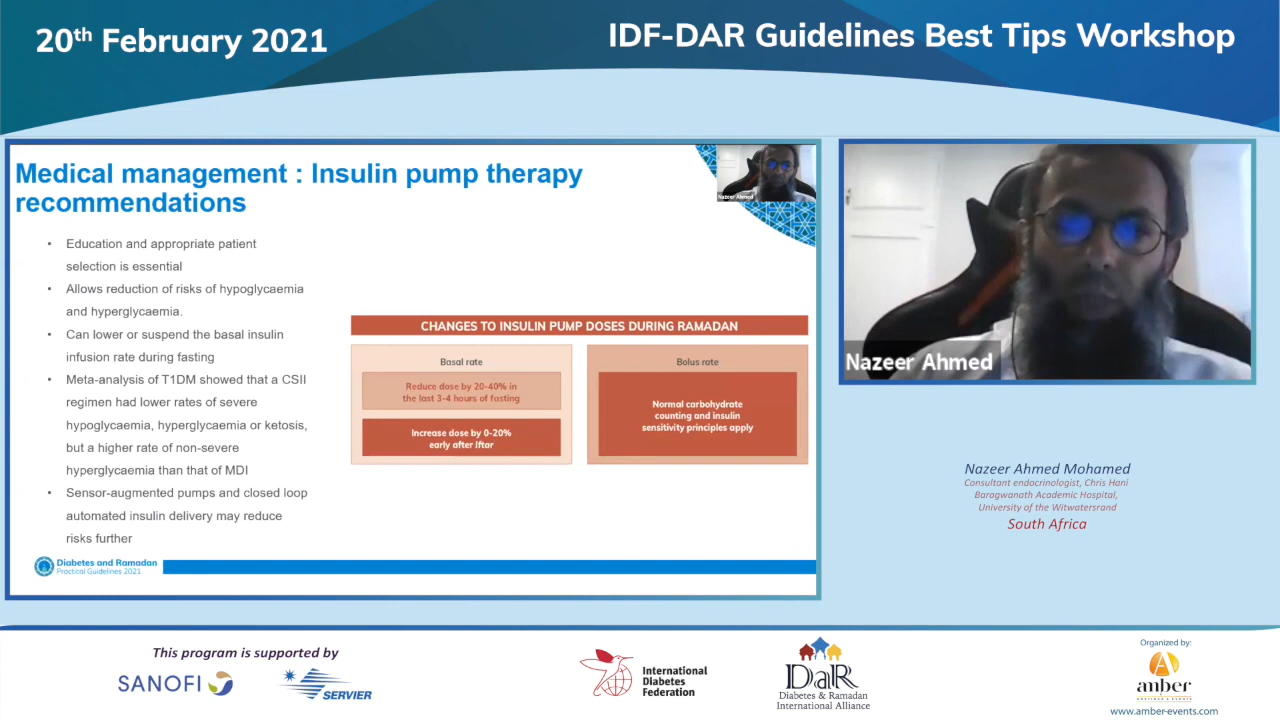 20th February 2021
IDF-DAR Guidelines Best Tips Workshop
Medical management : Insulin pump therapy
recommendations
Nazeer Ahmed
• Education and appropriate patient
selection is essential
• Allows reduction of risks of hypoglycaemia
and hyperglycaemia.
• Can lower or suspend the basal insulin
infusion rate during fasting
• Meta-analysis of T1DM showed that a CSII
regimen had lower rates of severe
hypoglycaemia, hyperglycaemia or ketosis,
but a higher rate of non-severe
hyperglycaemia than that of MDI
• Sensor-augmented pumps and closed loop
automated insulin delivery may reduce
risks further
CHANGES TO INSULIN PUMP DOSES DURING RAMADAN
Basal rate
Reduce dose by 20-40% in
the last 3-4 hours of fasting
Increase dose by 0-20%
early after Iftar
Bolus rate
Normal carbohydrate
counting and insulin
sensitivity principles apply
Diabetes and Ramadan
Practical Guidelines 2021
Nazeer Ahmed
Nazeer Ahmed Mohamed
Consultant endocrinologist, Chris Hani
Baragwanath Academic Hospital,
University of the Witwatersrand
South Africa
This program is supported by
SANOFI
SERVIER
International
Diabetes
Federation
DaR
Diabetes & Ramadan
International Alliance
Organized by:
amber
www.amber-events.com